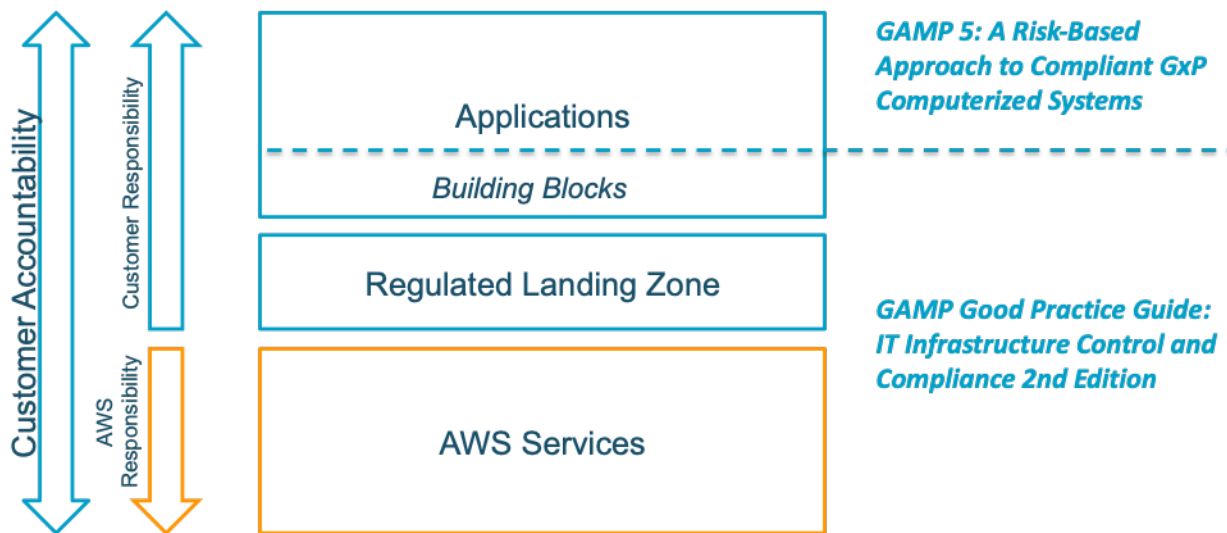 Customer Accountability
Customer Responsibility
AWS
Responsibility
Applications
Building Blocks
Regulated Landing Zone
AWS Services
GAMP 5: A Risk-Based
Approach to Compliant GxP
Computerized Systems
GAMP Good Practice Guide:
IT Infrastructure Control and
Compliance 2nd Edition